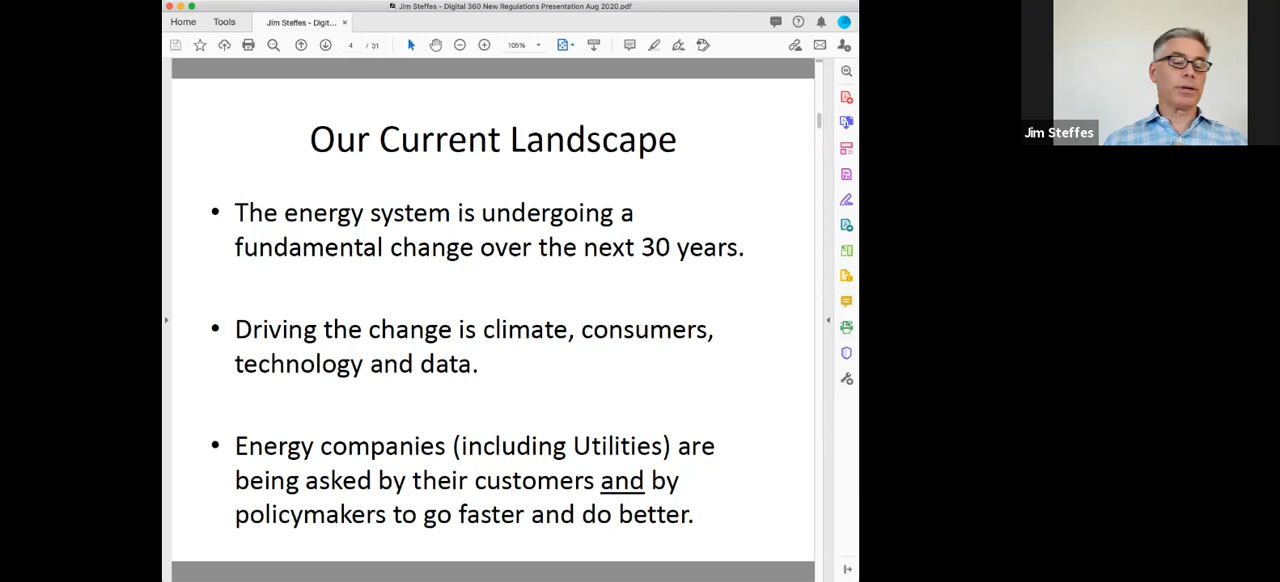 Jim Steffes - Digital 360 New Regulations Presentation Aug 2020.pdf
Home Tools Jim Steffes - Digit... ×
4 / 31 105%
Our Current Landscape
• The energy system is undergoing a
fundamental change over the next 30 years.
• Driving the change is climate, consumers,
technology and data.
• Energy companies (including Utilities) are
being asked by their customers and by
policymakers to go faster and do better.
Jim Steffes